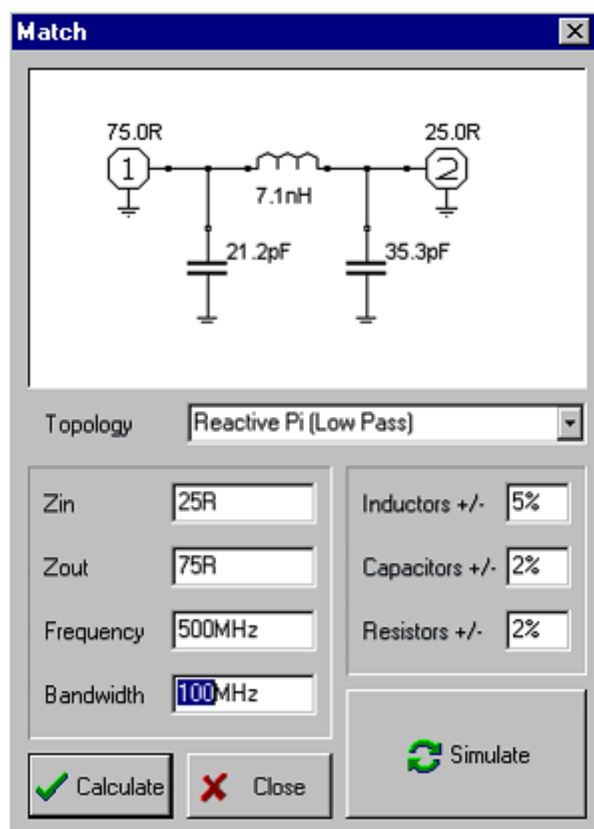 Match
75.0R
25.0R
1
2
7.1nH
21.2pF
35.3pF
Topology
Reactive Pi (Low Pass)
Zin
25R
Zout
75R
Frequency
500MHz
Bandwidth
100MHz
Inductors +/-
5%
Capacitors +/-
2%
Resistors +/-
2%
Calculate
Close
Simulate